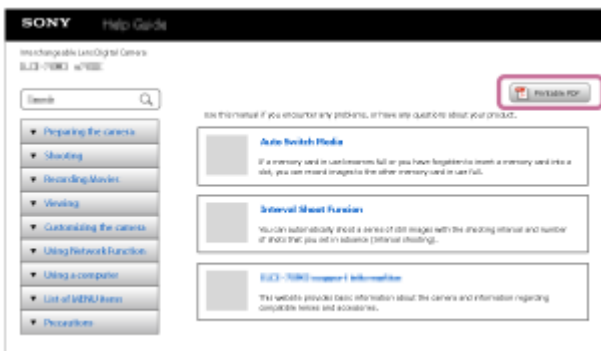 SONY Help Guide
Interchangeable Lens Digital Camera
Printable PDF
Search
Use this manual if you encounter any problems, or have any questions about your product.
Preparing the camera
Shooting
Recording Movies
Viewing
Customizing the camera
Using Network Function
Using a computer
List of MENU items
Precautions
Auto Switch Media
If a memory card in use becomes full or you have forgotten to insert a memory card into a
slot, you can record images to the other memory card in use full.
Interval Shoot Funsion
You can automatically shoot a series of still images with the shooting interval and number
of shots that you set in advance (interval shooting).
support information
This website provides basic information about the camera and information regarding
compatible lenses and accessories.